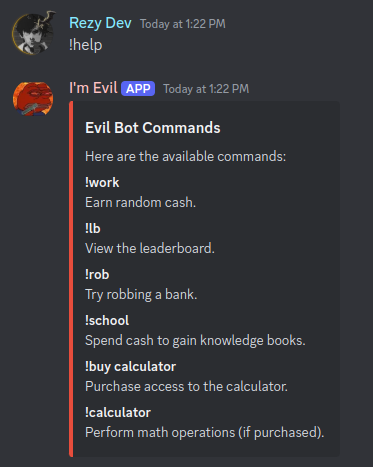 Rezy Dev Today at 1:22 PM
!help
I'm Evil APP Today at 1:22 PM
Evil Bot Commands
Here are the available commands:
!work
Earn random cash.
!lb
View the leaderboard.
!rob
Try robbing a bank.
!school
Spend cash to gain knowledge books.
!buy calculator
Purchase access to the calculator.
!calculator
Perform math operations (if purchased).